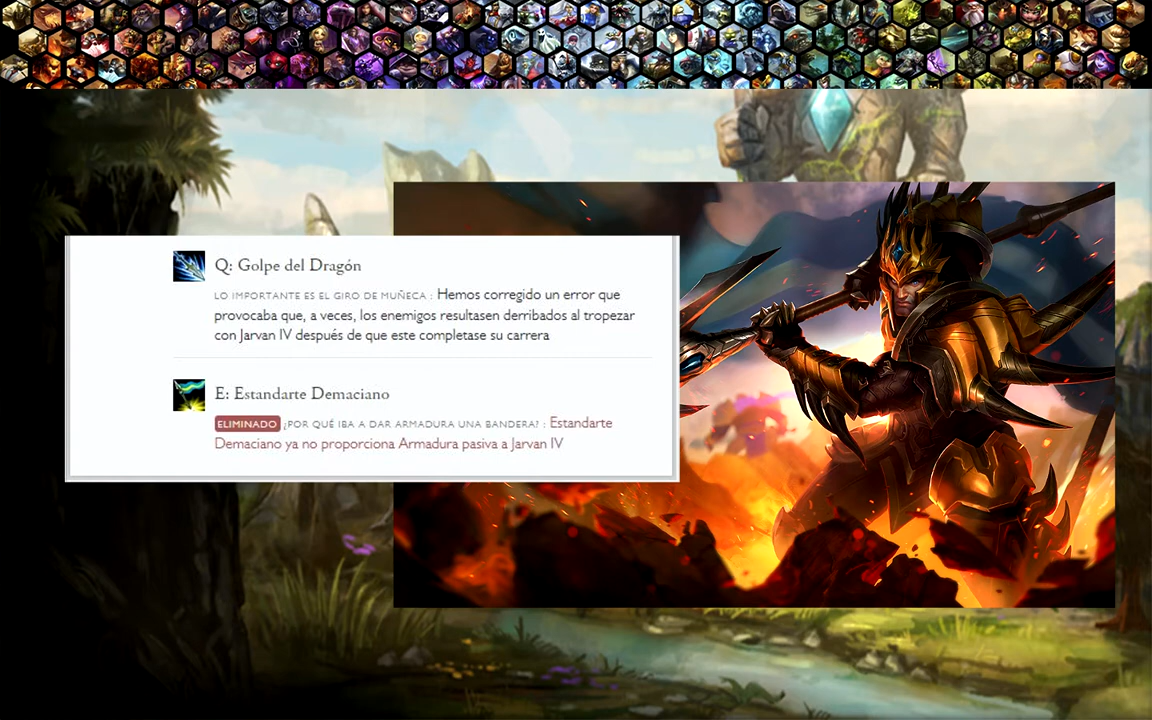 Q: Golpe del Dragón
LO IMPORTANTE ES EL GIRO DE MUÑECA : Hemos corregido un error que
provocaba que, a veces, los enemigos resultasen derribados al tropezar
con Jarvan IV después de que este completase su carrera
E: Estandarte Demaciano
ELIMINADO ¿POR QUÉ IBA A DAR ARMADURA UNA BANDERA? : Estandarte
Demaciano ya no proporciona Armadura pasiva a Jarvan IV